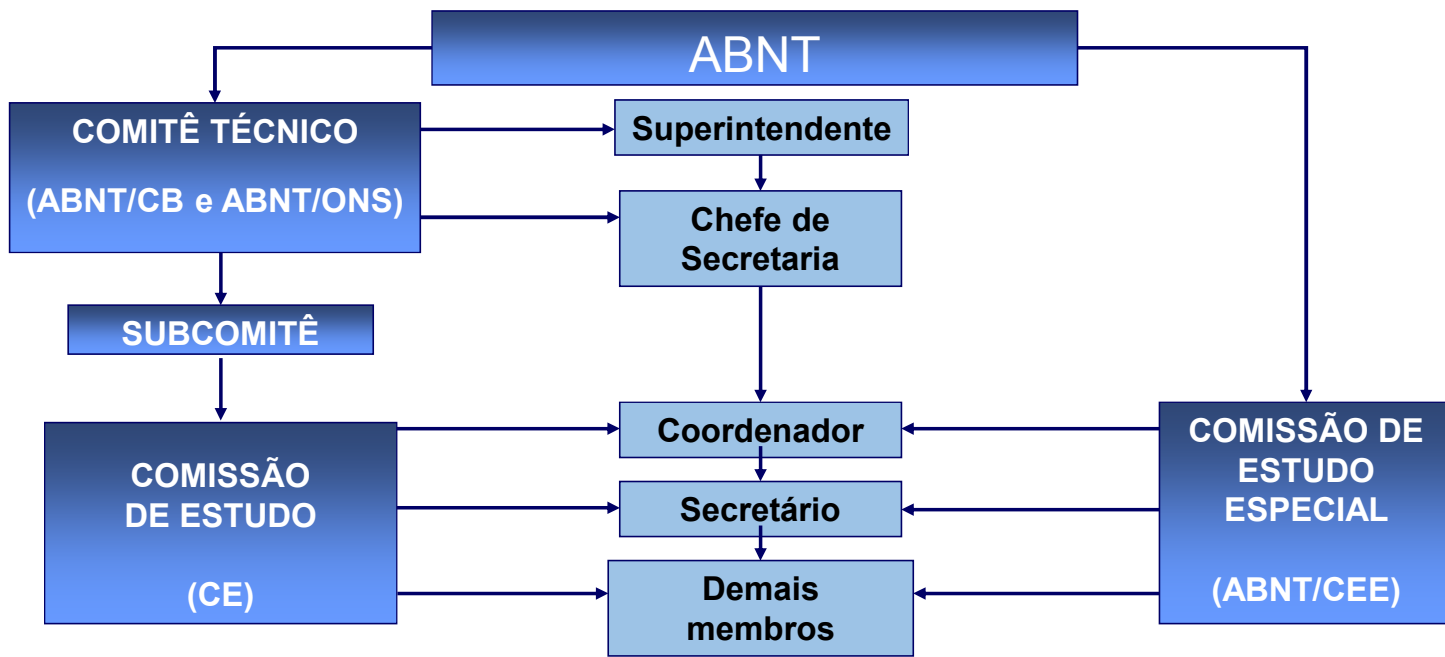 ABNT
COMITÊ TÉCNICO
(ABNT/CB e ABNT/ONS)
Superintendente
Chefe de
Secretaria
SUBCOMITÊ
COMISSÃO
DE ESTUDO
(CE)
Coordenador
Secretário
Demais
membros
COMISSÃO DE
ESTUDO
ESPECIAL
(ABNT/CEE)